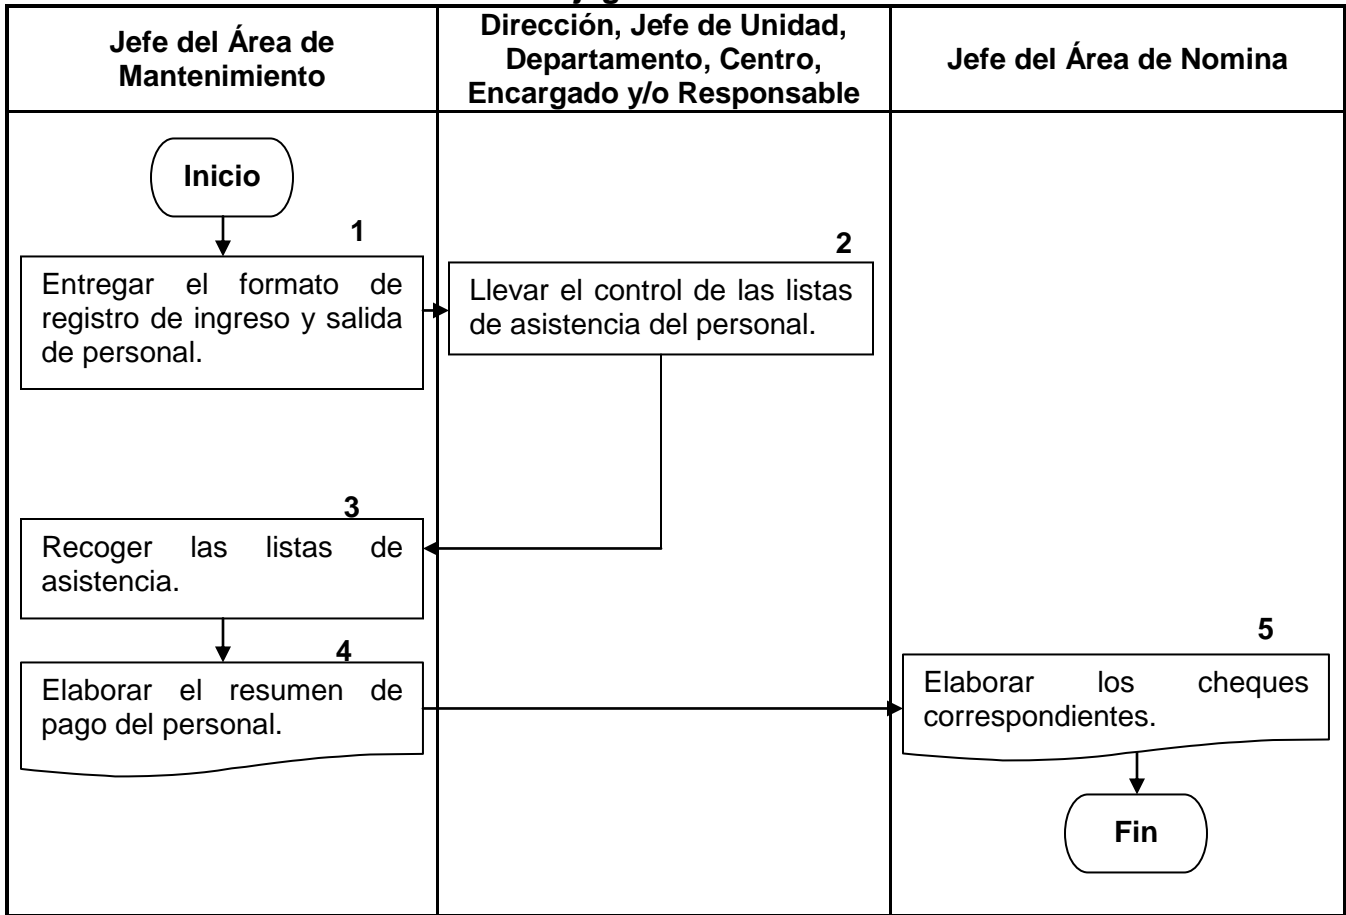 Jefe del Área de
Mantenimiento
Dirección, Jefe de Unidad,
Departamento, Centro,
Encargado y/o Responsable
Jefe del Área de Nomina
Inicio
1
Entregar el formato de
registro de ingreso y salida
de personal.
2
Llevar el control de las listas
de asistencia del personal.
3
Recoger las listas de
asistencia.
4
Elaborar el resumen de
pago del personal.
5
Elaborar los cheques
correspondientes.
Fin